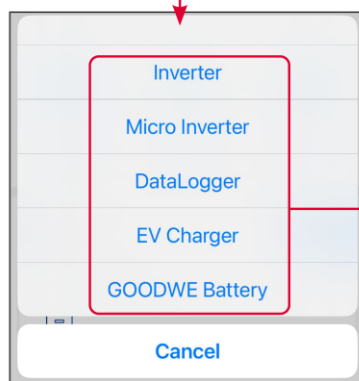 Inverter
Micro Inverter
DataLogger
EV Charger
GOODWE Battery
Cancel